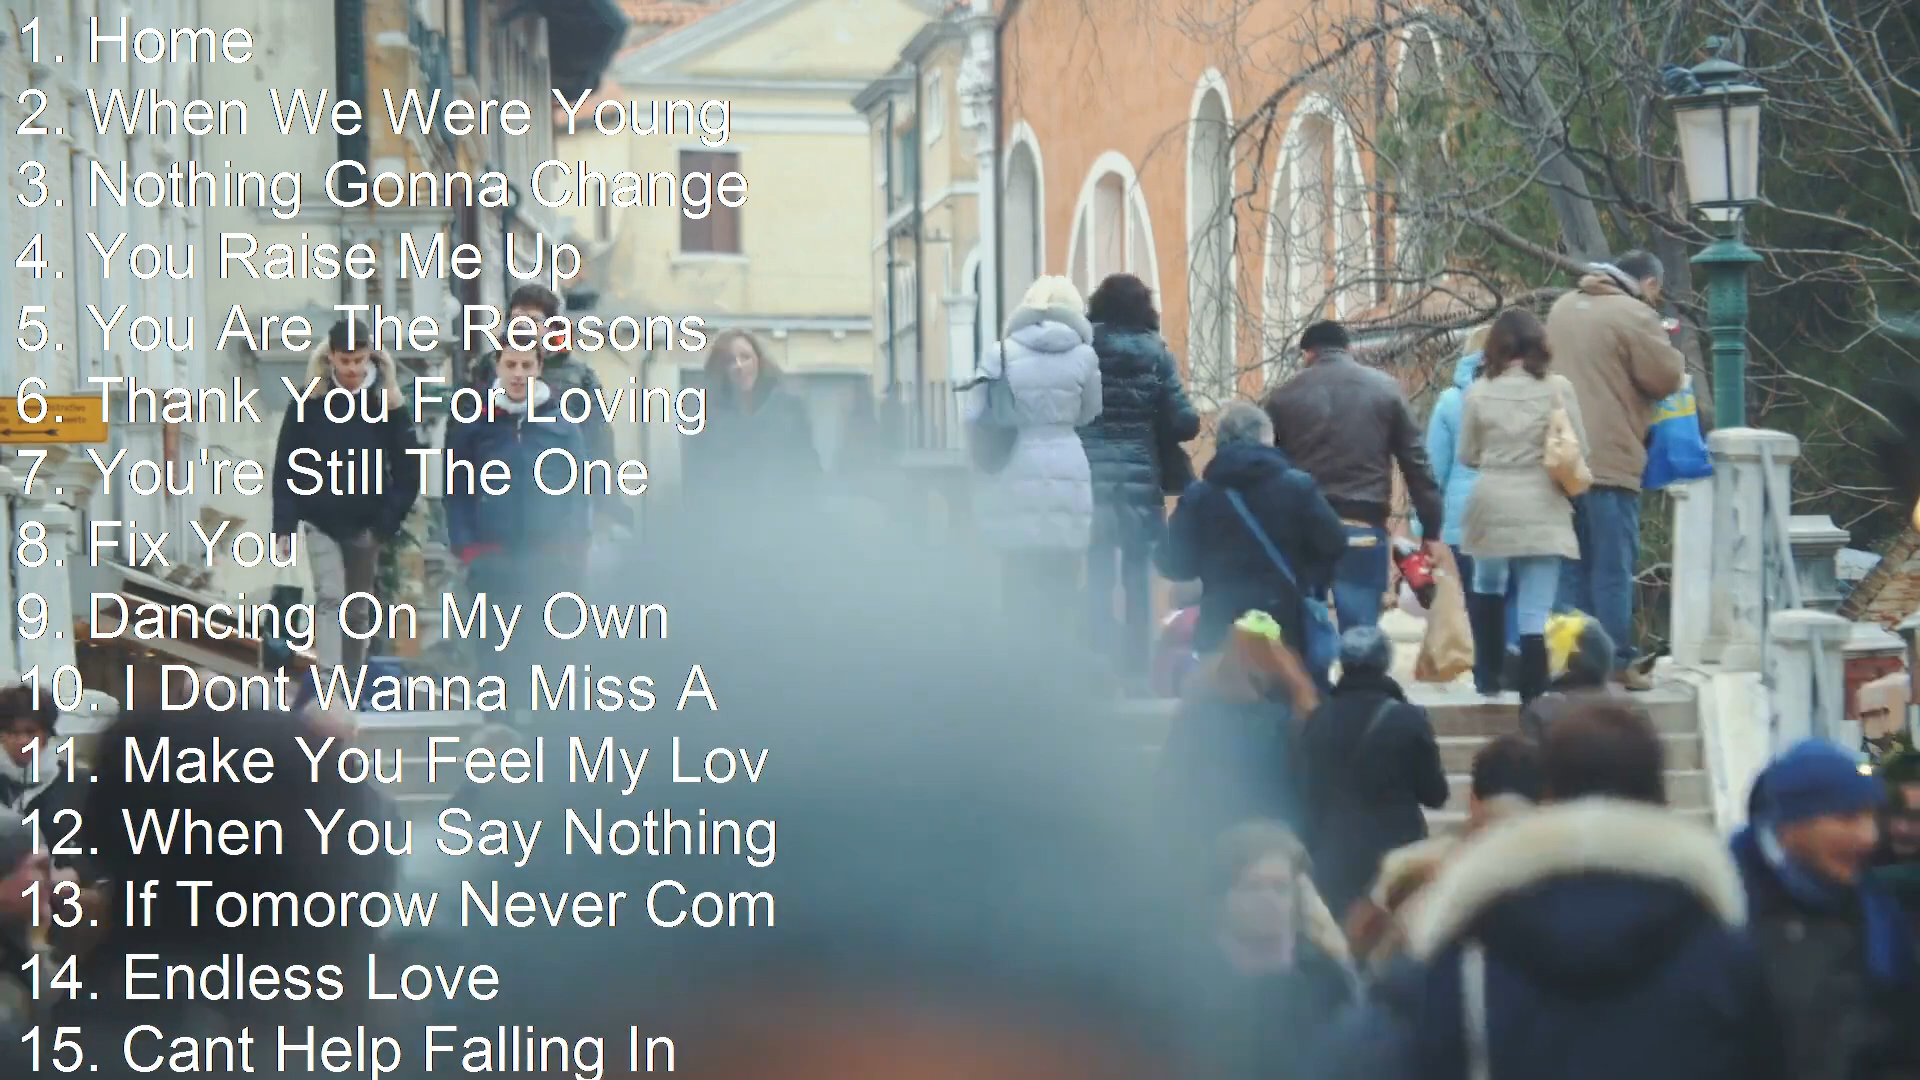 1. Home
2. When We Were Young
3. Nothing Gonna Change
4. You Raise Me Up
5. You Are The Reasons
6. Thank You For Loving
7. You're Still The One
8. Fix You
9. Dancing On My Own
10. I Dont Wanna Miss A
11. Make You Feel My Lov
12. When You Say Nothing
13. If Tomorow Never Com
14. Endless Love
15. Cant Help Falling In